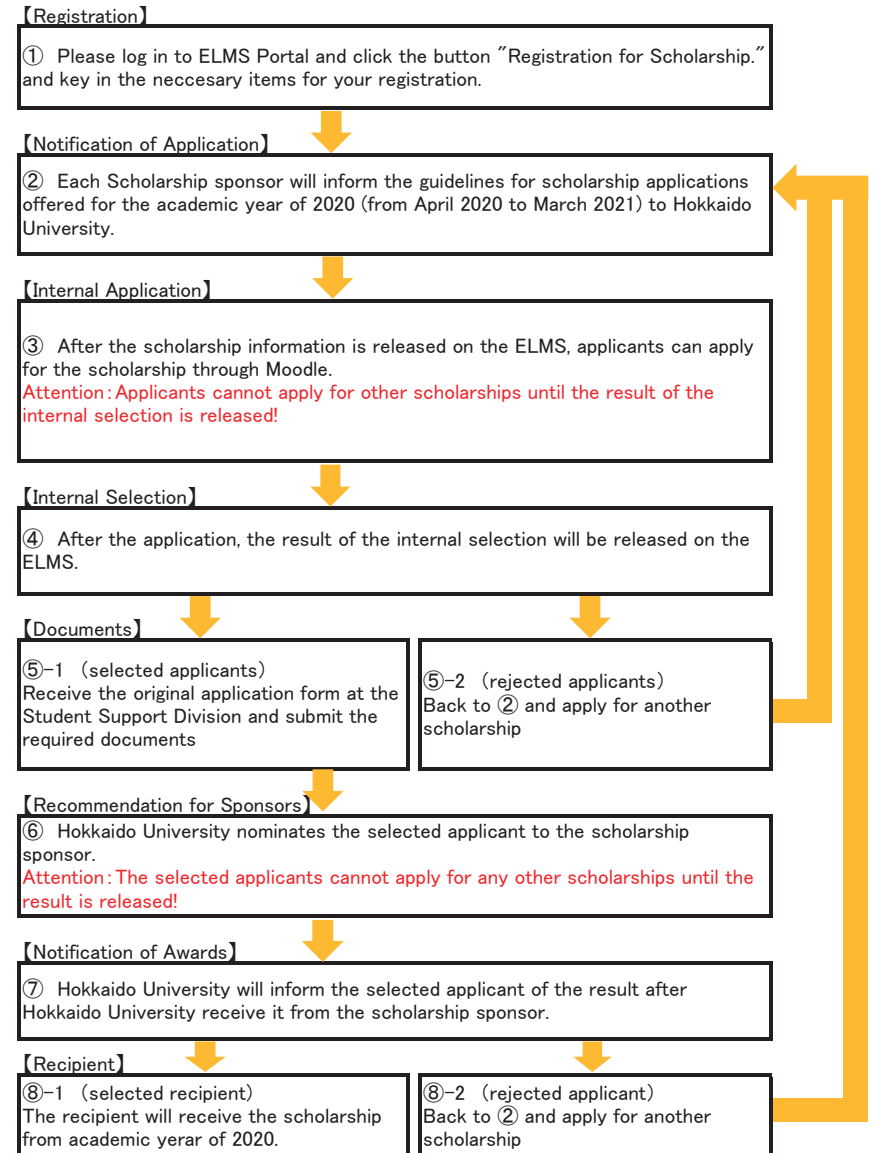 【Registration】
① Please log in to ELMS Portal and click the button "Registration for Scholarship."
and key in the neccesary items for your registration.
【Notification of Application】
② Each Scholarship sponsor will inform the guidelines for scholarship applications
offered for the academic year of 2020 (from April 2020 to March 2021) to Hokkaido
University.
【Internal Application】
③ After the scholarship information is released on the ELMS, applicants can apply
for the scholarship through Moodle.
Attention：Applicants cannot apply for other scholarships until the result of the
internal selection is released!
【Internal Selection】
④ After the application, the result of the internal selection will be released on the
ELMS.
【Documents】
⑤-1 （selected applicants）
Receive the original application form at the
Student Support Division and submit the
required documents
⑤-2 （rejected applicants）
Back to ② and apply for another
scholarship
【Recommendation for Sponsors】
⑥ Hokkaido University nominates the selected applicant to the scholarship
sponsor.
Attention：The selected applicants cannot apply for any other scholarships until the
result is released!
【Notification of Awards】
⑦ Hokkaido University will inform the selected applicant of the result after
Hokkaido University receive it from the scholarship sponsor.
【Recipient】
⑧-1 （selected recipient）
The recipient will receive the scholarship
from academic yerar of 2020.
⑧-2 （rejected applicant）
Back to ② and apply for another
scholarship